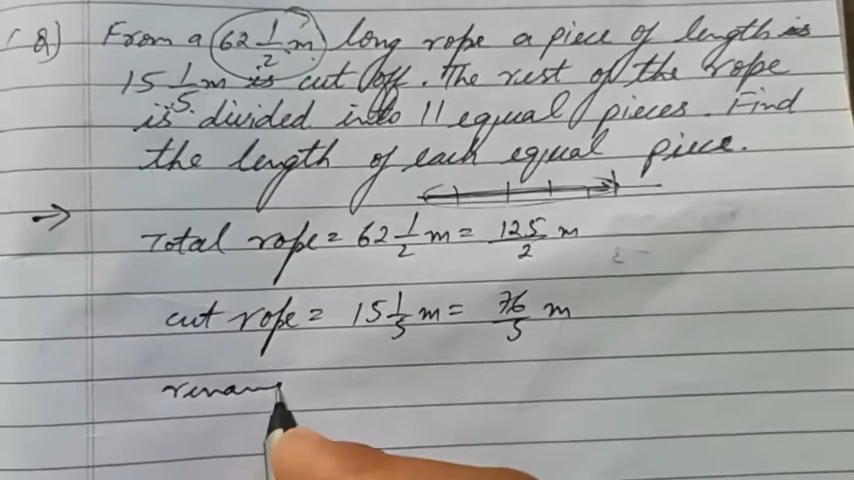 Q) From a 62 1/2 m long rope a piece of length is
15 1/5 m is cut off. The rest of the rope
is divided into 11 equal pieces. Find
the length of each equal piece.
→
Total rope = 62 1/2 m = 125/2 m
cut rope = 15 1/5 m = 76/5 m